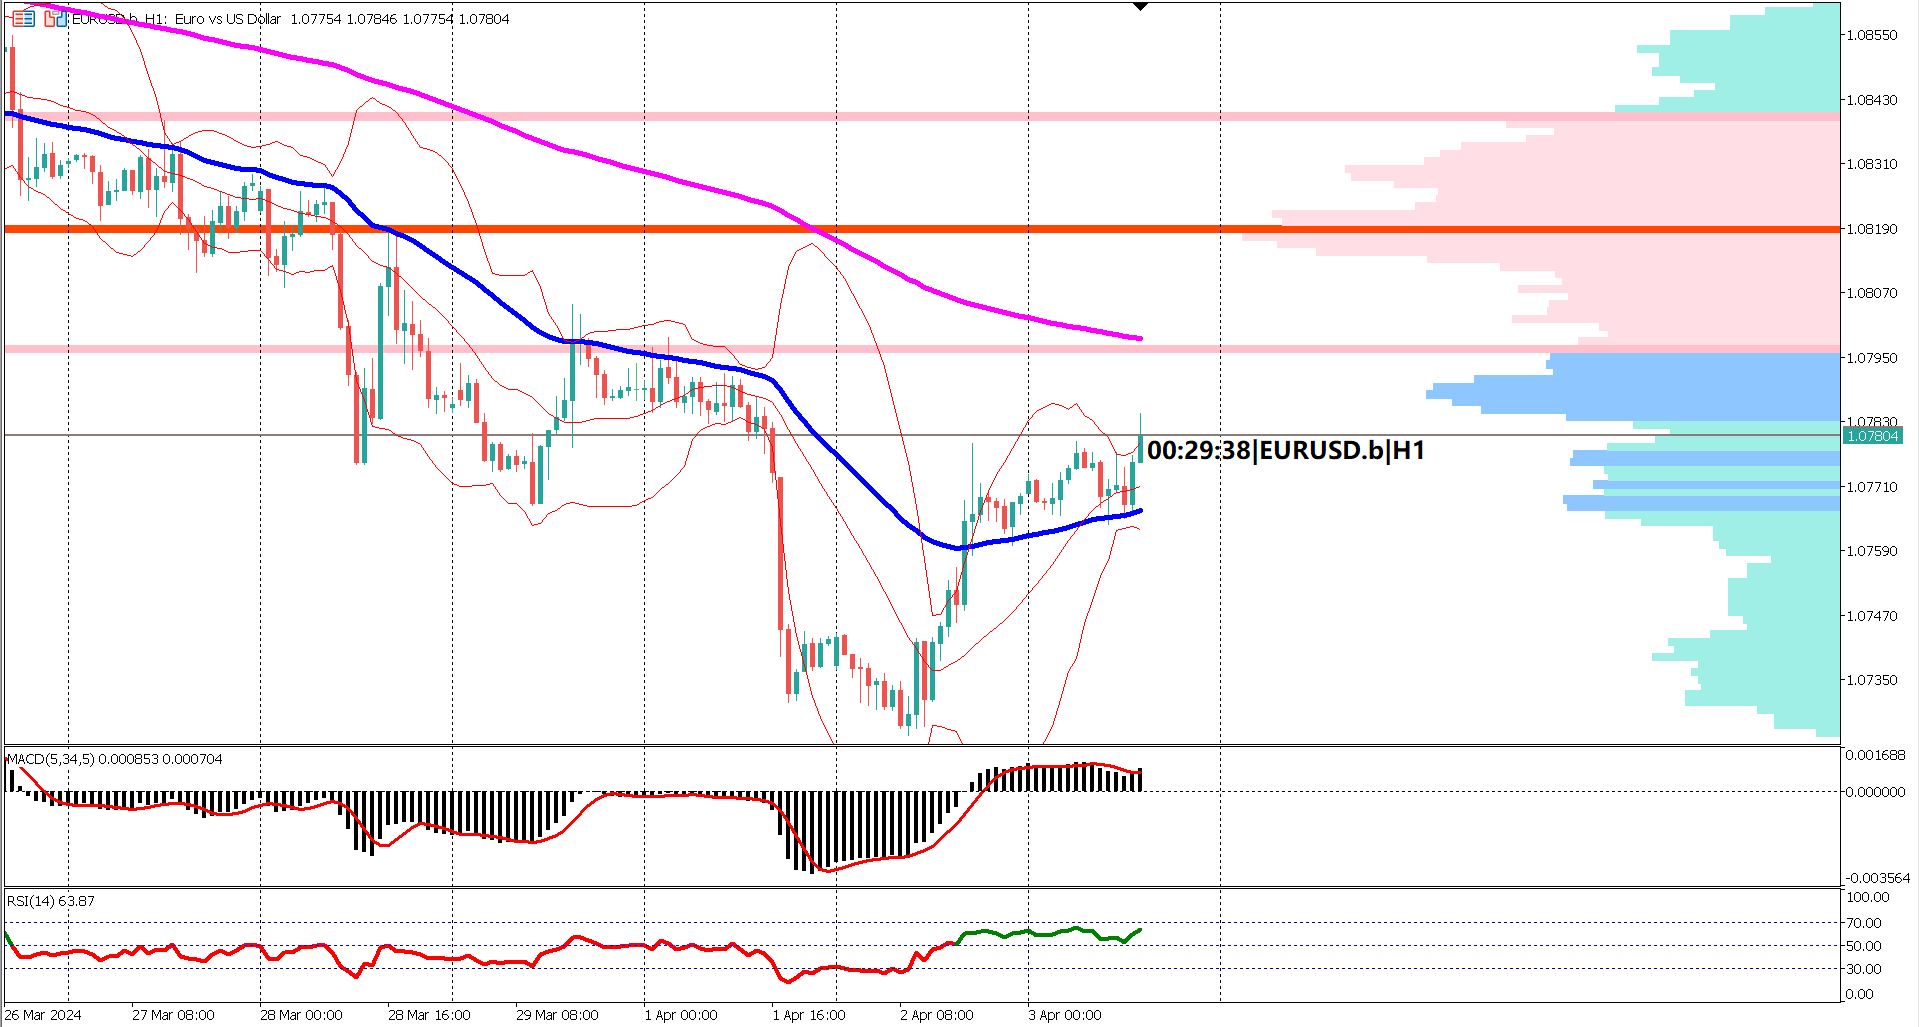 EURUSD.b, H1: Euro vs US Dollar 1.07754 1.07846 1.07754 1.07804
1.08550
1.08430
1.08310
1.08190
1.08070
1.07950
1.07830
1.07804
00:29:38|EURUSD.b|H1
1.07710
1.07590
1.07470
1.07350
MACD(5,34,5) 0.000853 0.000704
0.001688
0.000000
-0.003564
RSI(14) 63.87
100.00
70.00
50.00
30.00
0.00
26 Mar 2024
27 Mar 08:00
28 Mar 00:00
28 Mar 16:00
29 Mar 08:00
1 Apr 00:00
1 Apr 16:00
2 Apr 08:00
3 Apr 00:00